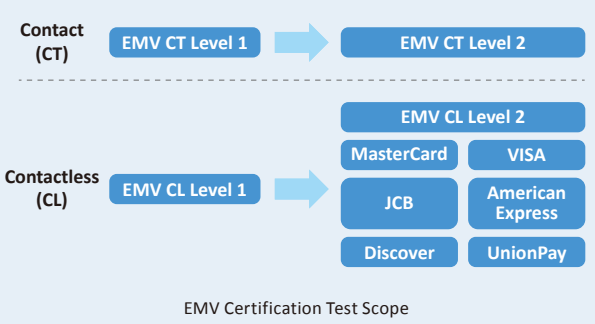 Contact
(CT)
EMV CT Level 1
EMV CT Level 2
EMV CL Level 2
MasterCard
VISA
Contactless
(CL)
EMV CL Level 1
JCB
American
Express
Discover
UnionPay
EMV Certification Test Scope